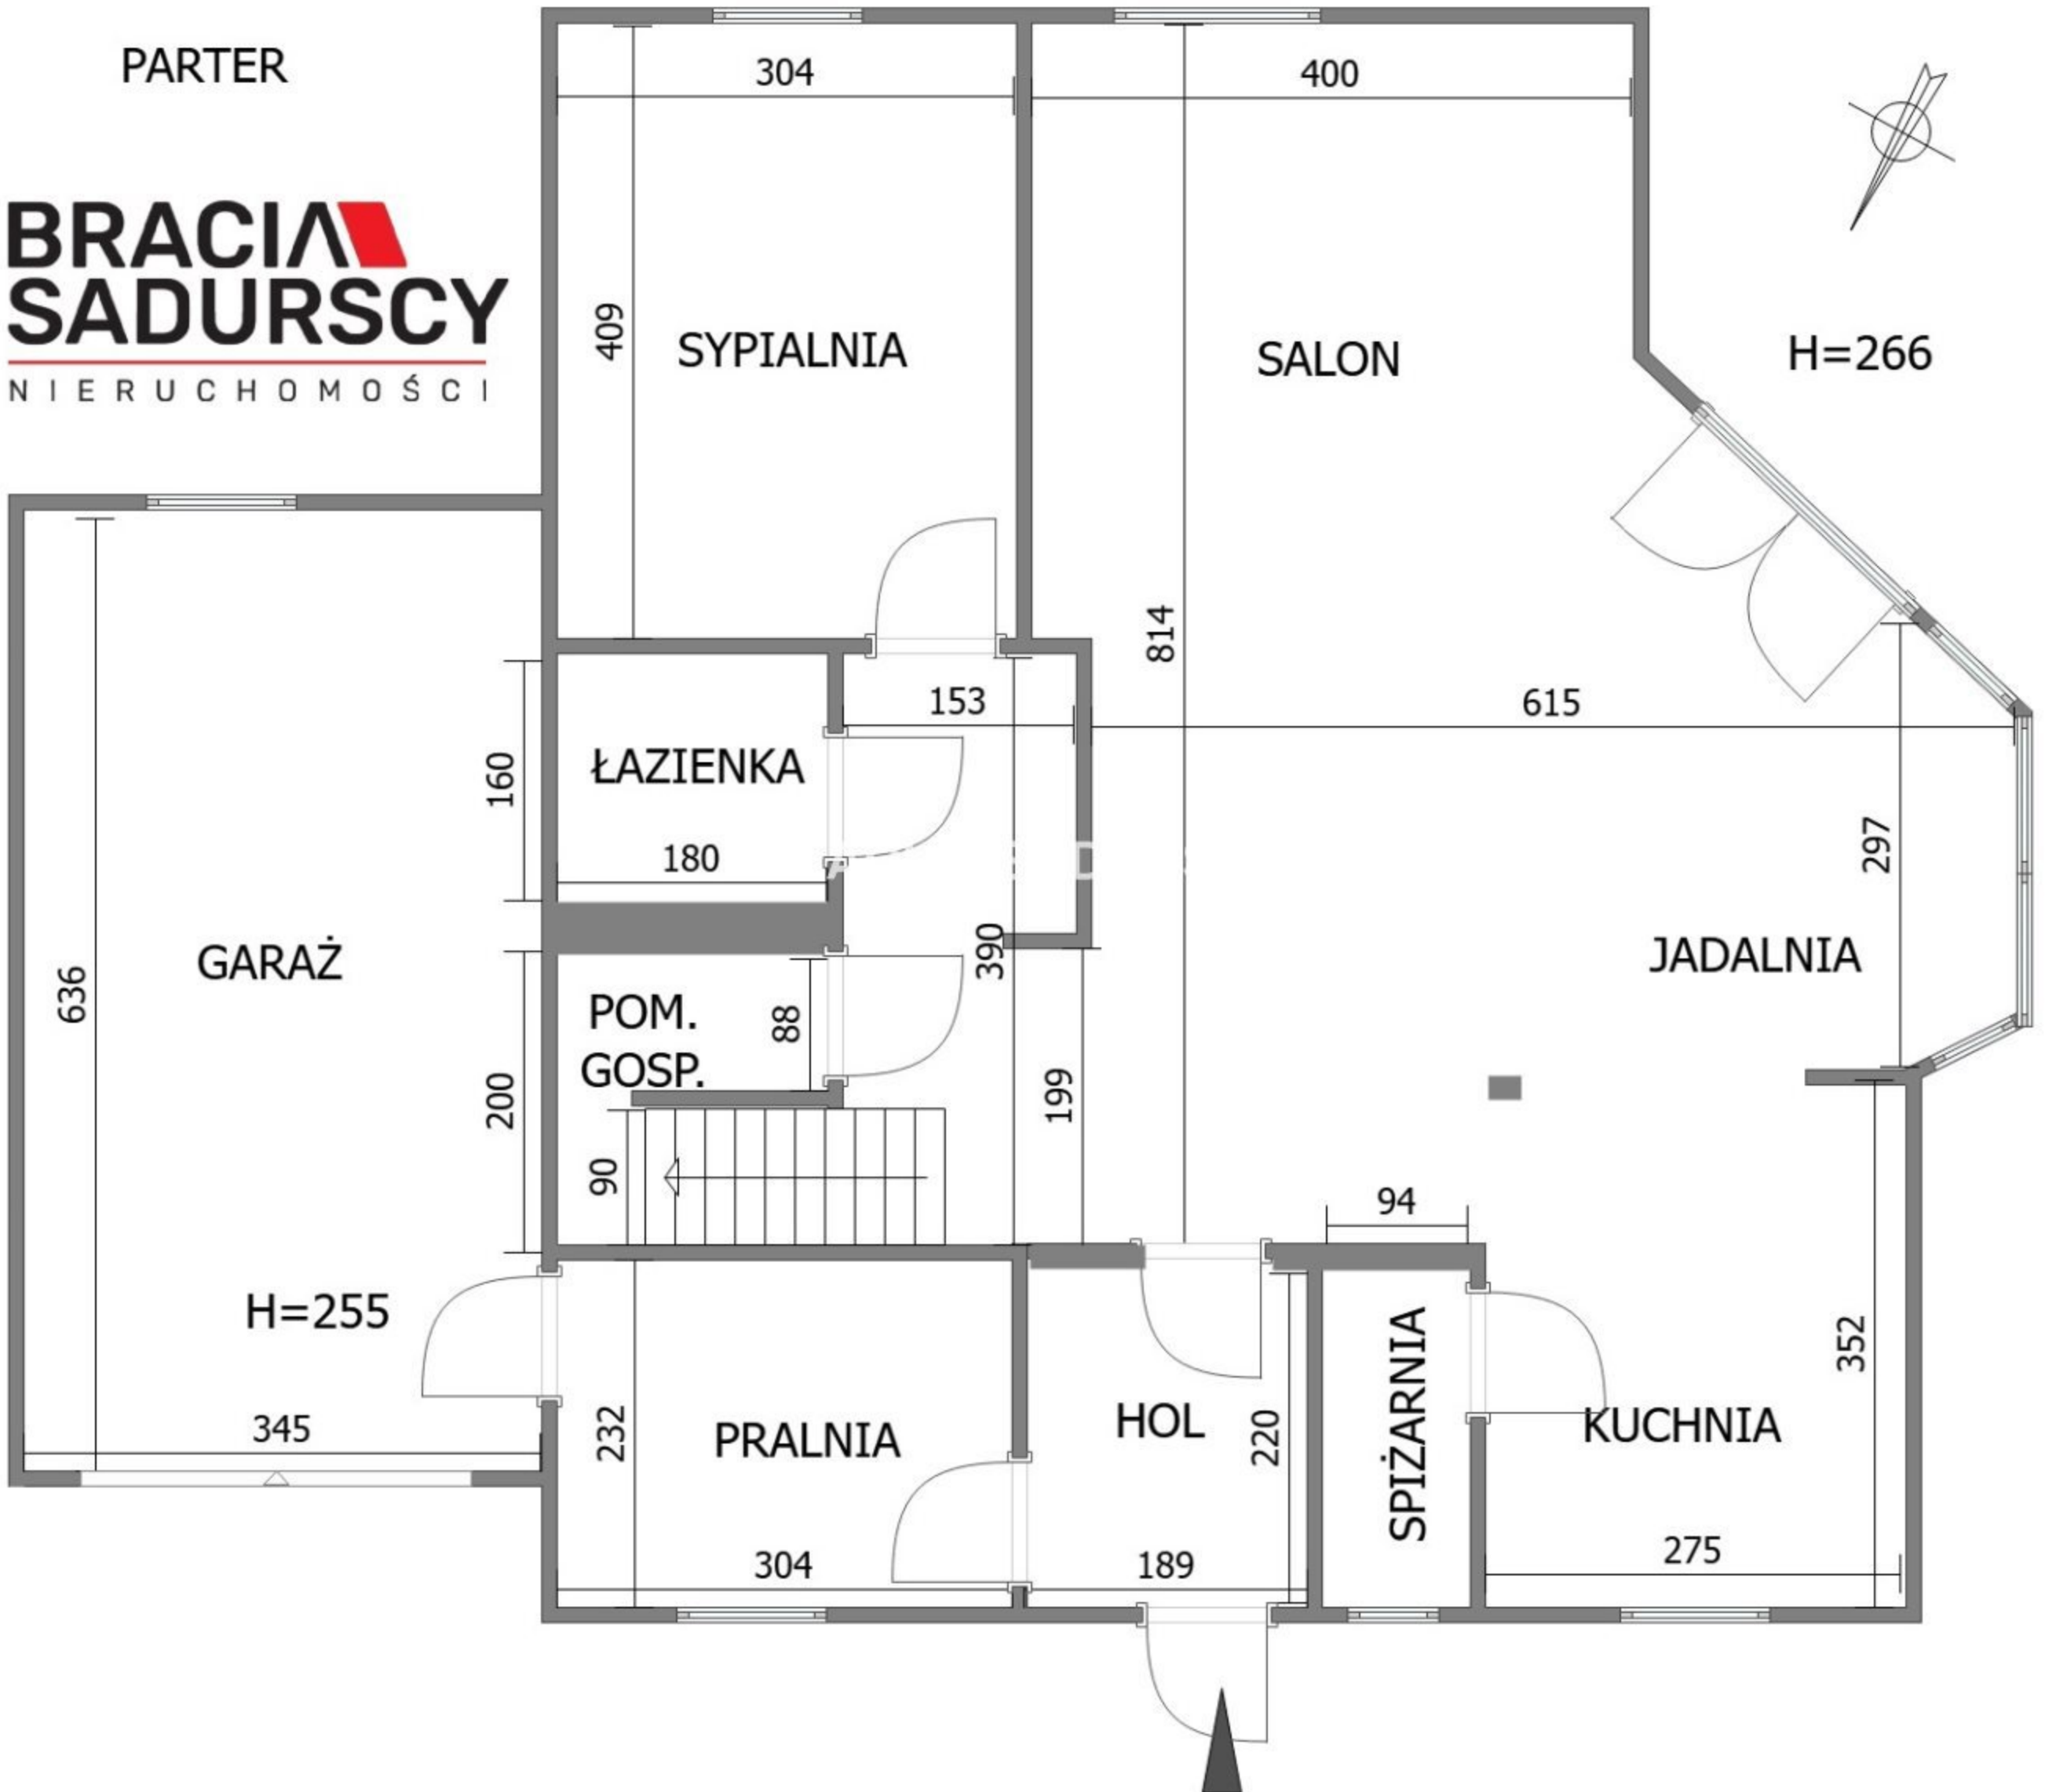 PARTER
BRACIA
SADURSCY
NIERUCHOMOŚCI
304
400
409
SYPIALNIA
SALON
H=266
814
153
615
160
ŁAZIENKA
180
297
GARAŻ
636
390
JADALNIA
POM.
GOSP.
88
200
199
90
94
H=255
345
232
PRALNIA
304
HOL
220
189
SPIŻARNIA
KUCHNIA
352
275